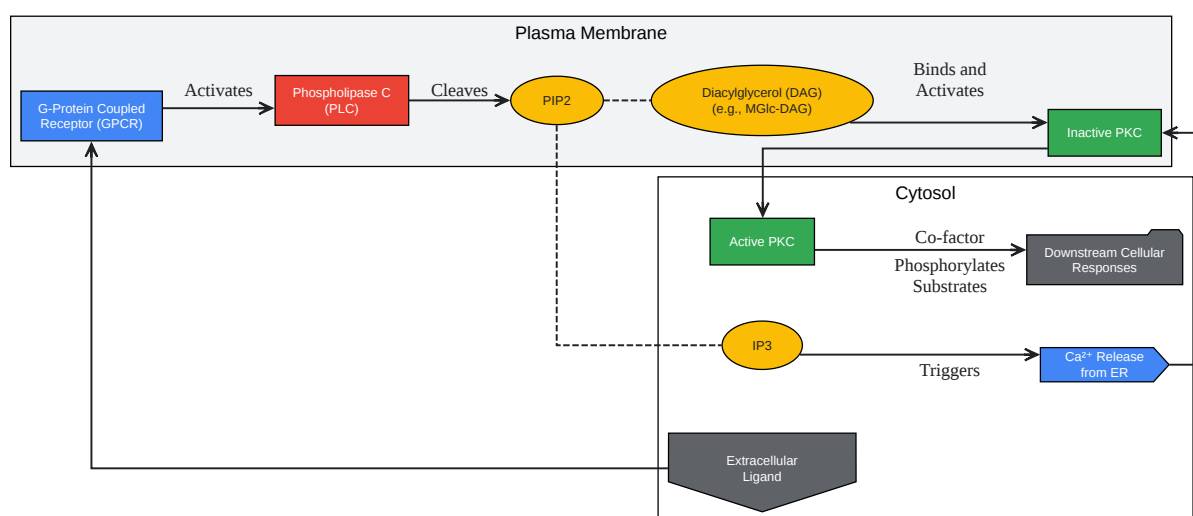 Plasma Membrane
G-Protein Coupled
Receptor (GPCR)
Activates
Phospholipase C
(PLC)
Cleaves
PIP2
Diacylglycerol (DAG)
(e.g., MGlc-DAG)
Binds and
Activates
Inactive PKC
Cytosol
Active PKC
Co-factor
Phosphorylates
Substrates
Downstream Cellular
Responses
IP3
Triggers
Ca²⁺ Release
from ER
Extracellular
Ligand